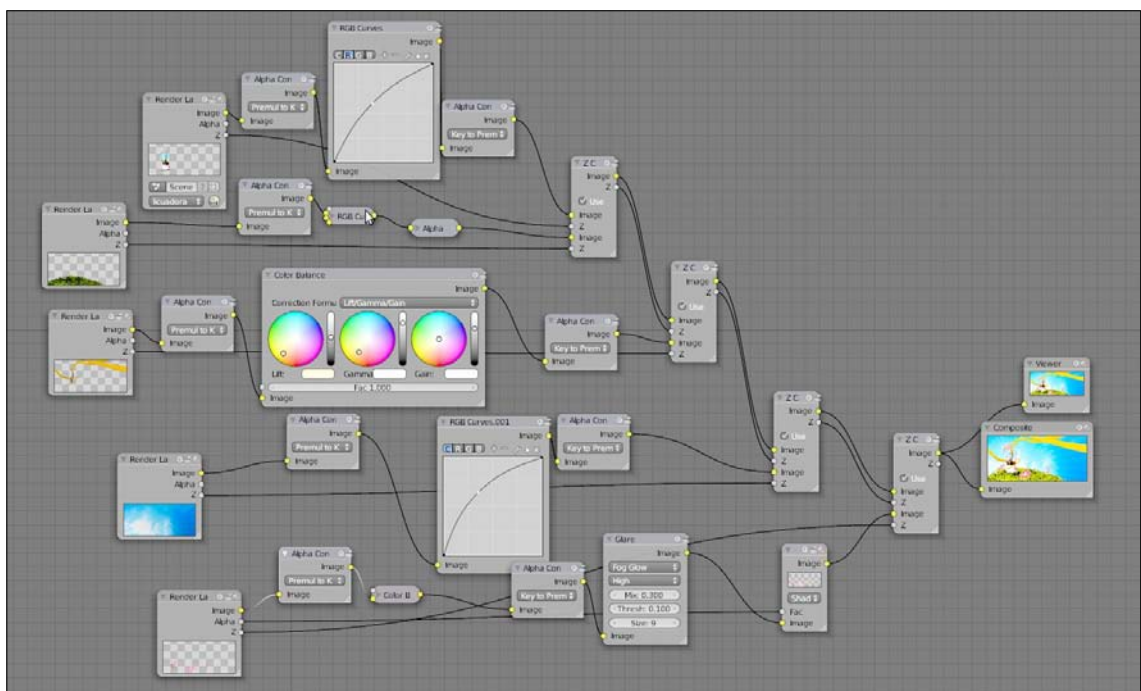 RGB Curves
Image
C R G B
Image
Alpha Con
Image
Premul to K
Image
Alpha Con
Image
Key to Prem
Image
Render La
Image
Alpha
Z
Scene
Z C
Image
Z
Use
Image
Z
Image
Z
Alpha Con
Image
Premul to K
Image
RGB Cu
Alpha
Render La
Image
Alpha
Z
Color Balance
Image
Correction Formu Lift/Gamma/Gain
Lift: Gamma: Gain:
Fac 1.000
Image
Z C
Image
Z
Use
Image
Z
Image
Z
Alpha Con
Image
Premul to K
Image
Render La
Image
Alpha
Z
Alpha Con
Image
Key to Prem
Image
Viewer
Image
Composite
Image
Z C
Image
Z
Use
Image
Z
Image
Z
Alpha Con
Image
Premul to K
Image
RGB Curves.001
Image
C R G B
Image
Alpha Con
Image
Key to Prem
Image
Z C
Image
Z
Use
Image
Z
Image
Z
Render La
Image
Alpha
Z
Glare
Image
Fog Glow
High
Mix: 0.300
Thresh: 0.100
Size: 9
Image
Image
Shad
Fac
Image
Alpha Con
Image
Premul to K
Image
Color B
Alpha Con
Image
Key to Prem
Image
Render La
Image
Alpha
Z